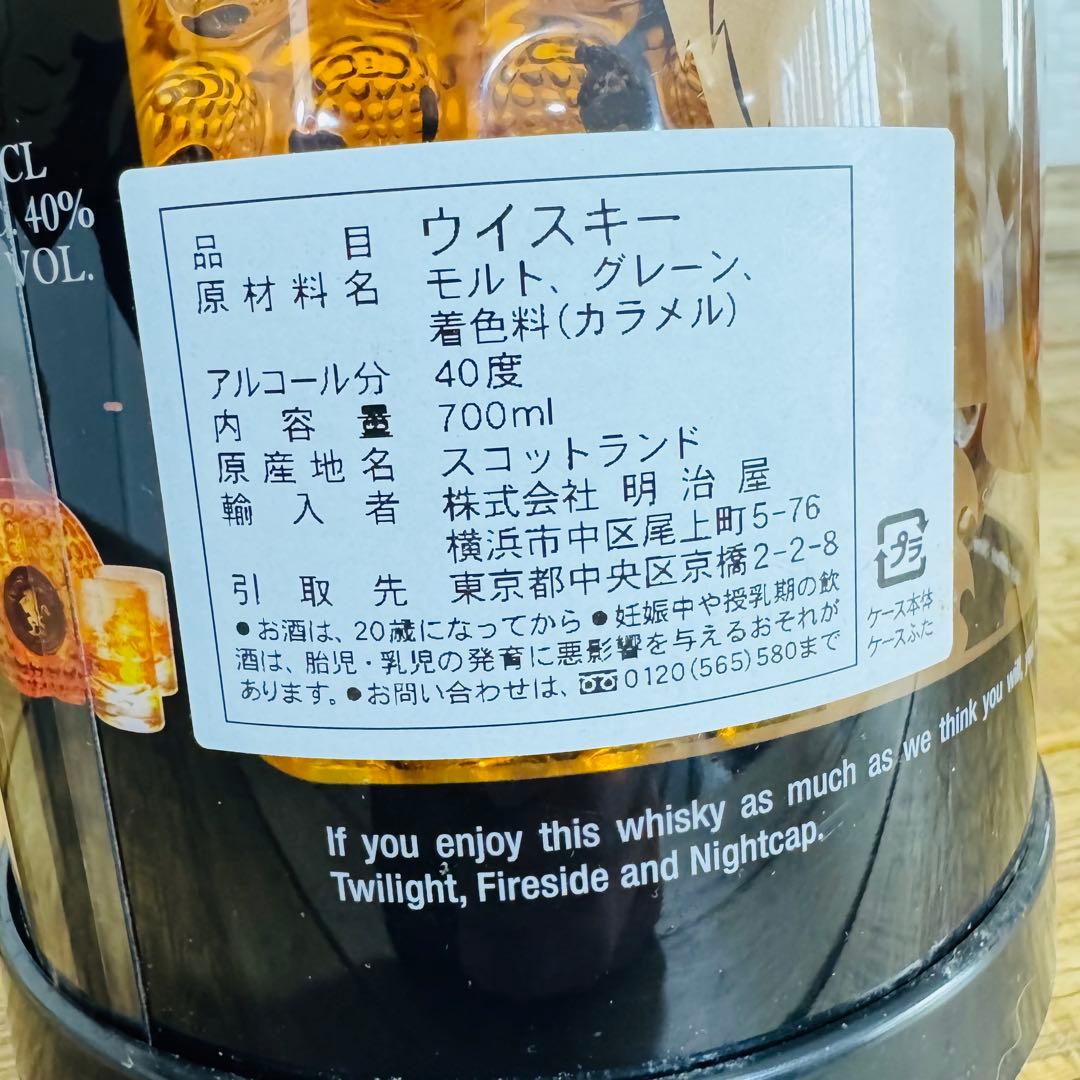 CL
40%
VOL.
品目 ウイスキー
原材料名 モルト、グレーン、
着色料(カラメル)
アルコール分 40度
内容量 700ml
原産地名 スコットランド
輸入者 株式会社 明治屋
横浜市中区尾上町5-76
引取先 東京都中央区京橋2-2-8
●お酒は、20歳になってから ●妊娠中や授乳期の飲
酒は、胎児・乳児の発育に悪影響を与えるおそれが
あります。●お問い合わせは、0120(565)580まで
プラ
ケース本体
ケースふた
If you enjoy this whisky as much as we think you will,
Twilight, Fireside and Nightcap.